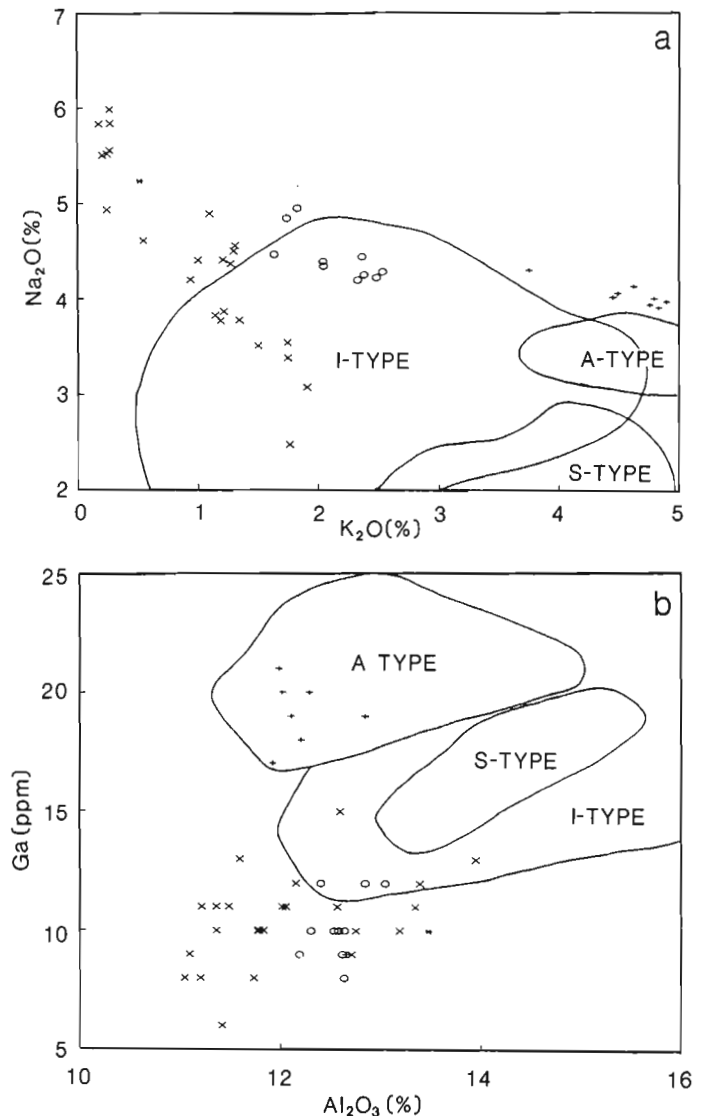 a
7
6
5
4
3
2
Na₂O(%)
I-TYPE
A-TYPE
S-TYPE
0 1 2 3 4 5
K₂O(%)
b
25
20
15
10
5
Ga(ppm)
A TYPE
S-TYPE
I-TYPE
10 12 14 16
Al₂O₃(%)